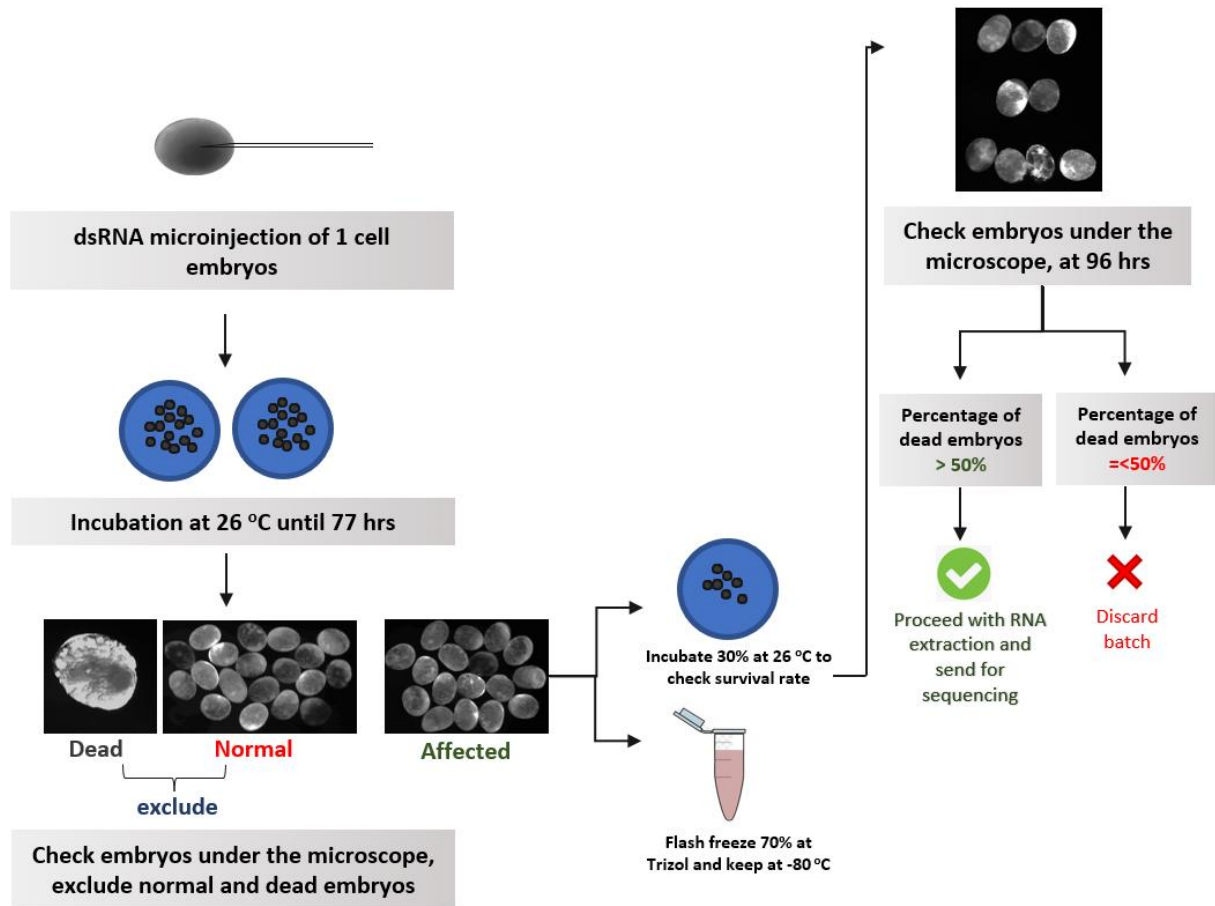 dsRNA microinjection of 1 cell
embryos
Incubation at 26 ºC until 77 hrs
Dead
Normal
Affected
exclude
Check embryos under the microscope,
exclude normal and dead embryos
Incubate 30% at 26 ºC to
check survival rate
Flash freeze 70% at
Trizol and keep at -80 ºC
Check embryos under the
microscope, at 96 hrs
Percentage of
dead embryos
> 50%
Percentage of
dead embryos
=<50%
Proceed with RNA
extraction and
send for
sequencing
Discard
batch